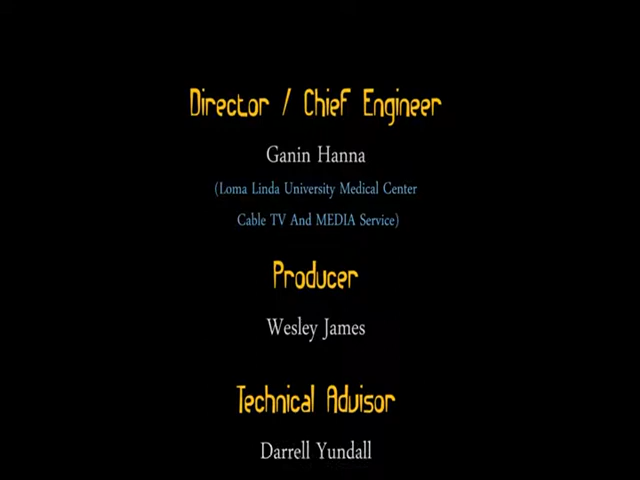 Director / Chief Engineer
Ganin Hanna
(Loma Linda University Medical Center
Cable TV And MEDIA Service)
Producer
Wesley James
Technical Advisor
Darrell Yundall